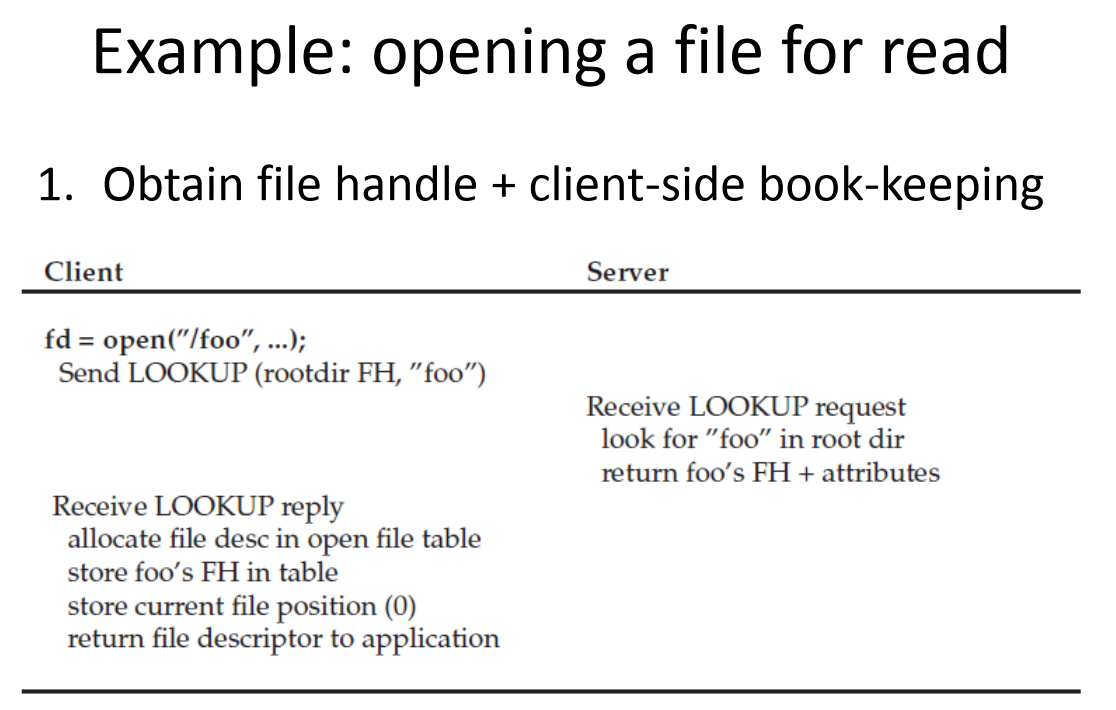 Example: opening a file for read
1. Obtain file handle + client-side book-keeping
Client Server
fd = open("/foo", ...);
Send LOOKUP (rootdir FH, "foo")
Receive LOOKUP request
look for "foo" in root dir
return foo's FH + attributes
Receive LOOKUP reply
allocate file desc in open file table
store foo's FH in table
store current file position (0)
return file descriptor to application